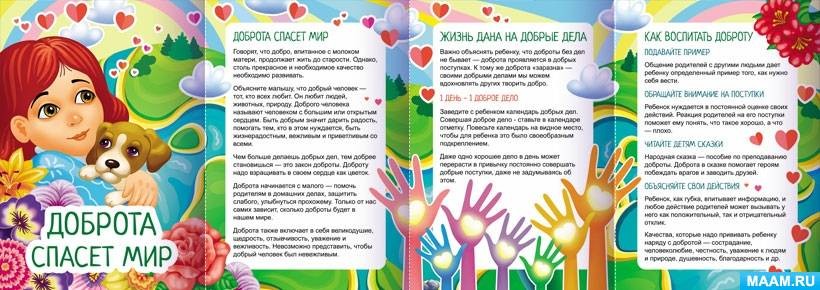 ДОБРОТА
СПАСЕТ МИР
ДОБРОТА СПАСЕТ МИР
Говорят, что добро, впитанное с молоком
матери, продолжает жить до старости. Однако,
столь прекрасное и необходимое качество
необходимо развивать.
Объясните малышу, что добрый человек —
тот, кто всех любит. Он любит людей,
животных, природу. Доброго человека
называют человеком с большим или открытым
сердцем. Быть добрым значит дарить радость,
помогать тем, кто в этом нуждается, быть
жизнерадостным, вежливым и приветливым со
всеми.
Чем больше делаешь добрых дел, тем добрее
становишься — это закон доброты. Доброту
надо взращивать в своем сердце как цветок.
Доброта начинается с малого — помочь
родителям в домашних делах, защитить
слабого, улыбнуться прохожему. Только от нас
самих зависит, сколько доброты будет в
нашем мире.
Доброта также включает в себя великодушие,
щедрость, отзывчивость, уважение и
вежливость. Невозможно представить, чтобы
добрый человек был невежливым.
ЖИЗНЬ ДАНА НА ДОБРЫЕ ДЕЛА
Важно объяснять ребенку, что доброты без дел
не бывает — доброта проявляется в добрых
поступках. К тому же доброта «заразна» —
своими добрыми делами мы можем
вдохновлять других творить добро.
1 ДЕНЬ – 1 ДОБРОЕ ДЕЛО
Заведите с ребенком календарь добрых дел.
Совершая доброе дело - ставьте в календаре
отметку. Повесьте календарь на видное место,
чтобы для ребенка это было своеобразным
подкреплением.
Даже одно хорошее дело в день может
перерасти в привычку постоянно совершать
добрые поступки, даже не задумываясь об
этом.
КАК ВОСПИТАТЬ ДОБРОТУ
ПОДАВАЙТЕ ПРИМЕР
Общение родителей с другими людьми дает
ребенку определенный пример того, как нужно
себя вести.
ОБРАЩАЙТЕ ВНИМАНИЕ НА ПОСТУПКИ
Ребенок нуждается в постоянной оценке своих
действий. Реакция родителей на его поступки
поможет ему понять, что такое хорошо, а что
— плохо.
ЧИТАЙТЕ ДЕТЯМ СКАЗКИ
Народная сказка — пособие по преподаванию
доброты. Доброта в сказке помогает героям
побеждать врагов и заводить друзей.
ОБЪЯСНЯЙТЕ СВОИ ДЕЙСТВИЯ
Ребенок, как губка, впитывает информацию, и
любое действие родителей может вызывать у
него как положительный, так и отрицательный
отклик.
Качества, которые надо прививать ребенку
наряду с добротой — сострадание,
человеколюбие, честность, уважение к людям
и природе, душевность, благодарность и др.
MAAM.RU